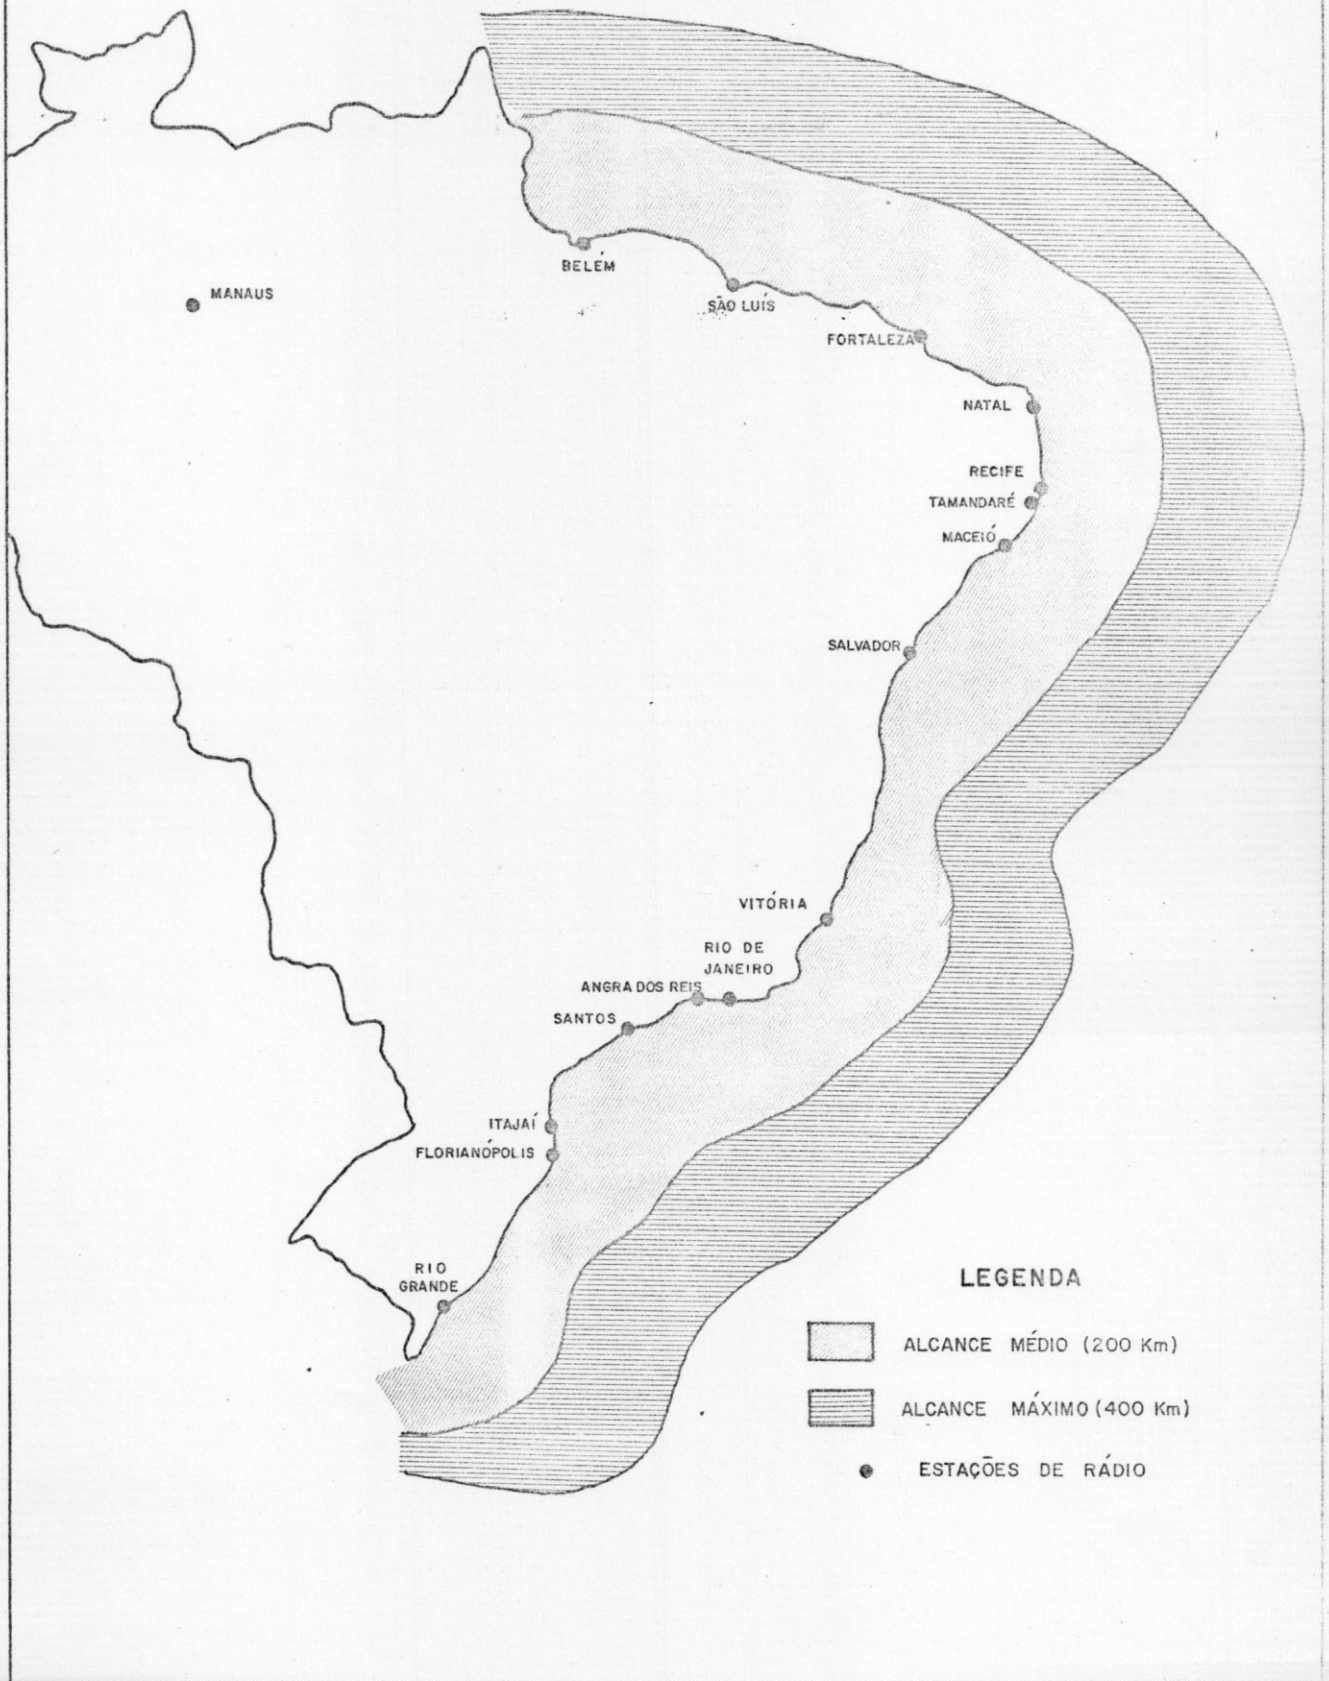 BELÉM
MANAUS
SÃO LUÍS
FORTALEZA
NATAL
RECIFE
TAMANDARÉ
MACEIÓ
SALVADOR
VITÓRIA
RIO DE
JANEIRO
ANGRA DOS REIS
SANTOS
ITAJAÍ
FLORIANÓPOLIS
RIO
GRANDE
LEGENDA
ALCANCE MÉDIO (200 Km)
ALCANCE MÁXIMO (400 Km)
ESTAÇÕES DE RÁDIO